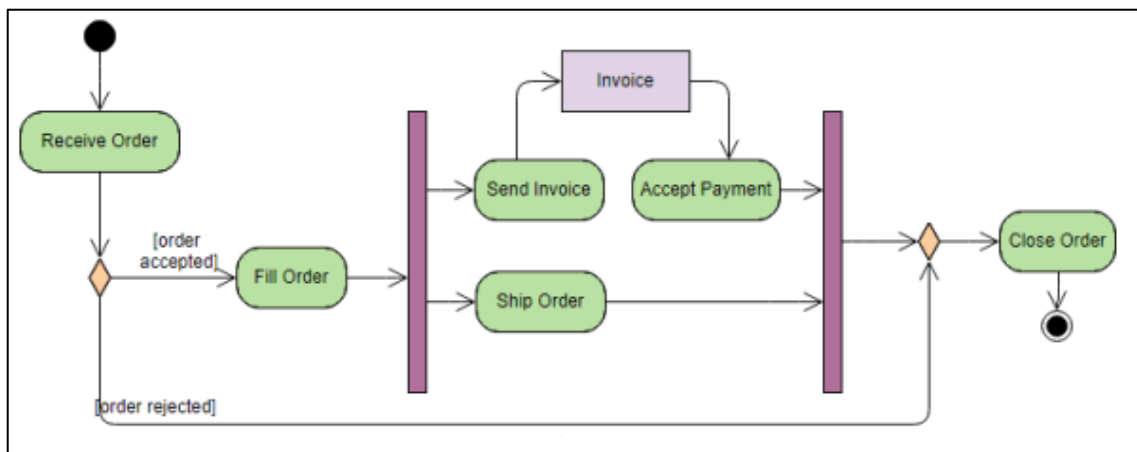 Invoice
Receive Order
Send Invoice
Accept Payment
[order
accepted]
Fill Order
Ship Order
Close Order
[order rejected]